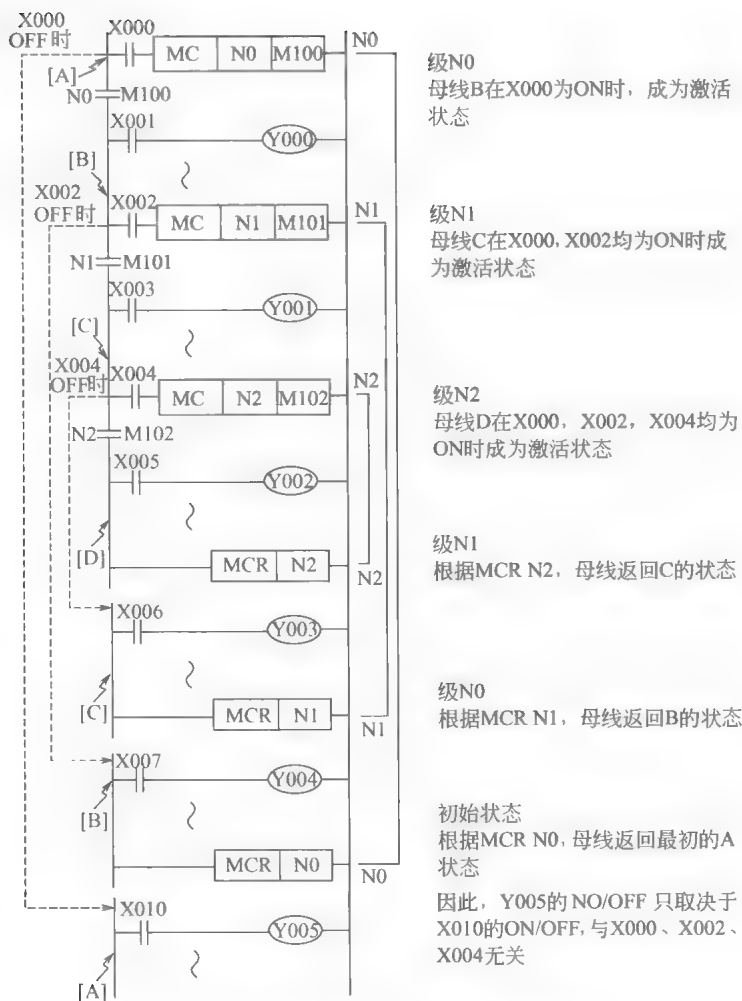 X000
OFF时
X000
MC N0 M100
N0
[A]
N0 M100
X001
Y000
[B]
X002
OFF时
X002
MC N1 M101
N1
N1 M101
X003
Y001
[C]
X004
OFF时
X004
MC N2 M102
N2
N2 M102
X005
Y002
[D]
MCR N2
N2
X006
Y003
[C]
MCR N1
N1
X007
Y004
[B]
MCR N0
N0
X010
Y005
[A]
级N0
母线B在X000为ON时，成为激活
状态
级N1
母线C在X000, X002均为ON时成
为激活状态
级N2
母线D在X000，X002，X004均为
ON时成为激活状态
级N1
根据MCR N2，母线返回C的状态
级N0
根据MCR N1，母线返回B的状态
初始状态
根据MCR N0, 母线返回最初的A
状态
因此，Y005的 NO/OFF 只取决于
X010的ON/OFF, 与X000、X002、
X004无关